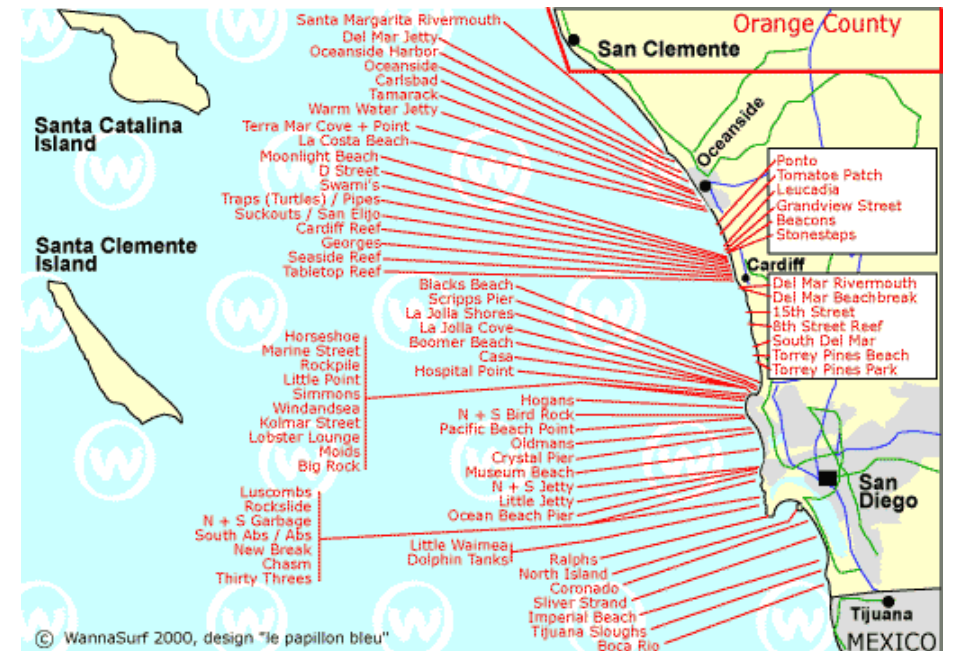 Orange County
San Clemente
Santa Margarita Rivermouth
Del Mar Jetty
Oceanside Harbor
Oceanside
Carlsbad
Tamarack
Warm Water Jetty
Terra Mar Cove + Point
La Costa Beach
Moonlight Beach
D Street
Swami's
Traps (Turtles) / Pipes
Suckouts / San Elijo
Cardiff Reef
Georges
Seaside Reef
Tabletop Reef
Santa Catalina
Island
Santa Clemente
Island
Oceanside
Ponto
Tomatoe Patch
Leucadia
Grandview Street
Beacons
Stonesteps
Cardiff
Del Mar Rivermouth
Del Mar Beachbreak
15th Street
8th Street Reef
South Del Mar
Torrey Pines Beach
Torrey Pines Park
Blacks Beach
Scripps Pier
La Jolla Shores
La Jolla Cove
Boomer Beach
Casa
Hospital Point
Horseshoe
Marine Street
Rockpile
Little Point
Simmons
Windandsea
Kolmar Street
Lobster Lounge
Moids
Big Rock
Hogans
N + S Bird Rock
Pacific Beach Point
Oldmans
Crystal Pier
Museum Beach
N + S Jetty
Little Jetty
Ocean Beach Pier
San
Diego
Luscombs
Rockslide
N + S Garbage
South Abs / Abs
New Break
Chasm
Thirty Threes
Little Waimea
Dolphin Tanks
Ralphs
North Island
Coronado
Sliver Strand
Imperial Beach
Tijuana Sloughs
Boca Rio
Tijuana
MEXICO
© WannaSurf 2000, design "le papillon bleu"